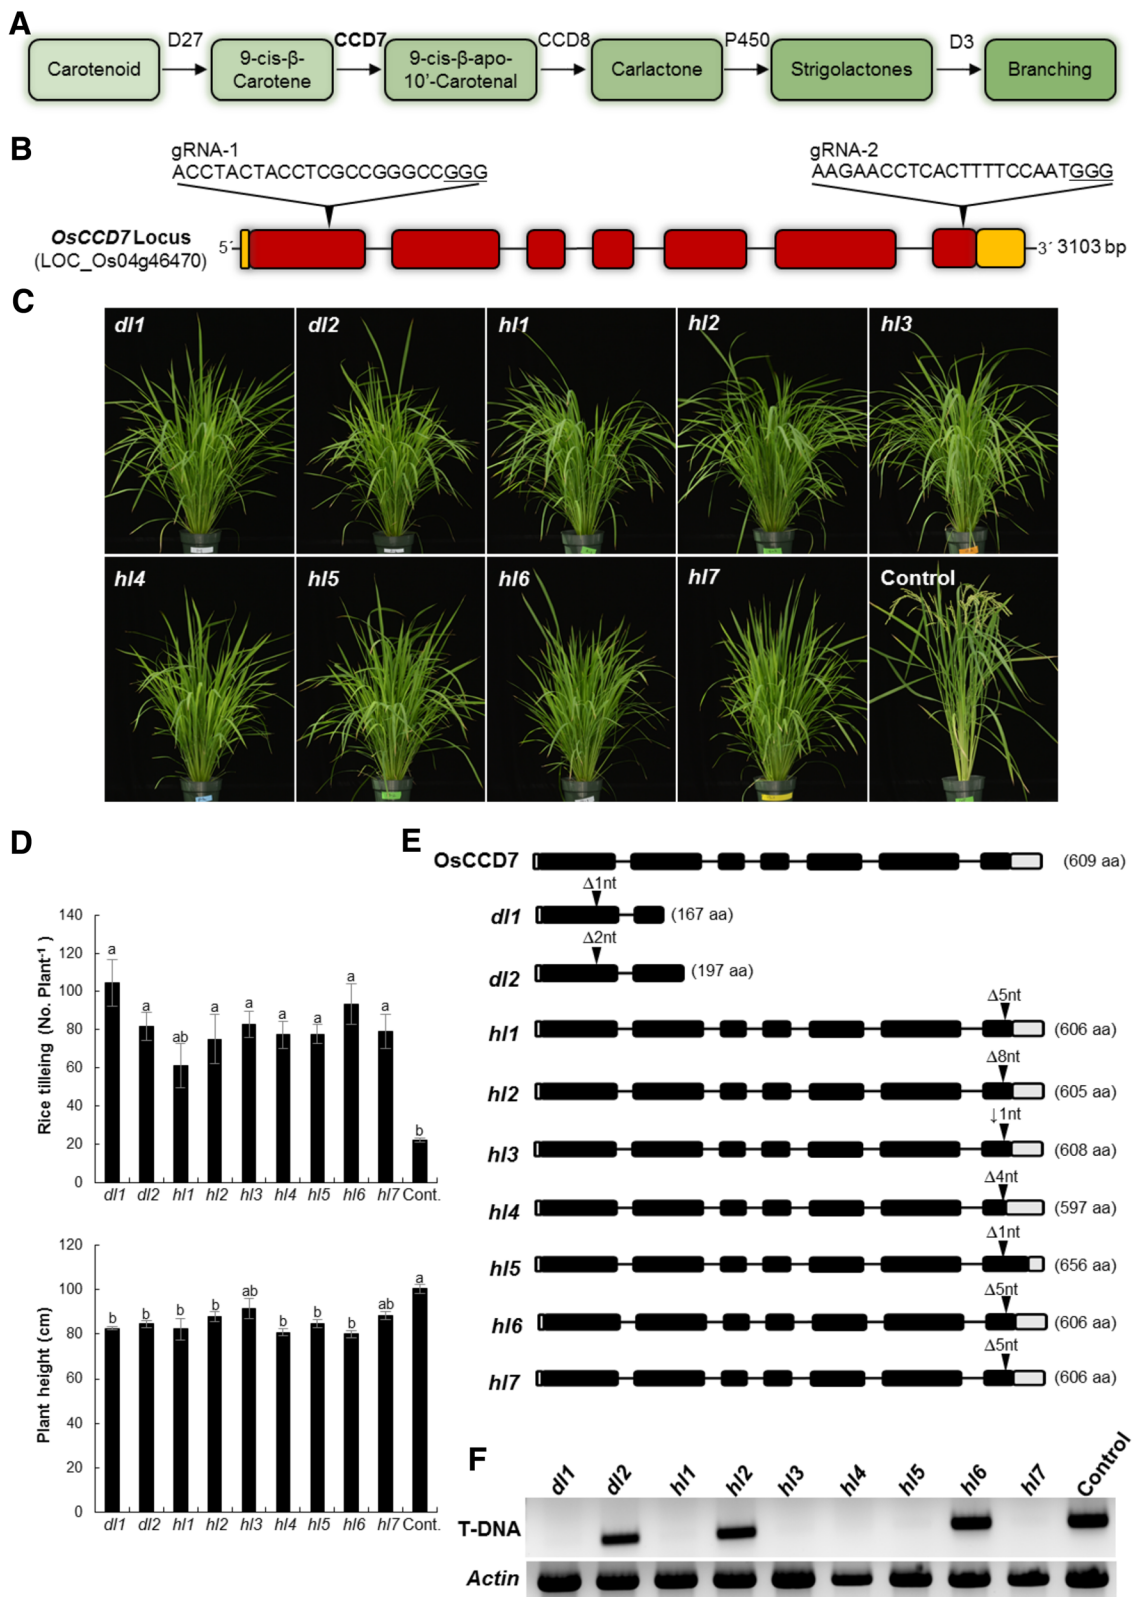 A
D27
CCD7
CCD8
P450
D3
Carotenoid
9-cis-β-
Carotene
9-cis-β-apo-
10'-Carotenal
Carlactone
Strigolactones
Branching
B
gRNA-1
ACCTACTACCTCGCCGGGCCGGG
gRNA-2
AAGAACCTCACTTTTCCAATGGG
OsCCD7 Locus
(LOC_Os04g46470)
5´
3´ 3103 bp
C
dl1
dl2
hl1
hl2
hl3
hl4
hl5
hl6
hl7
Control
D
Rice tilleing (No. Plant-1 )
140
120
100
80
60
40
20
0
a
a
ab
a
a
a
a
a
a
b
dl1 dl2 hl1 hl2 hl3 hl4 hl5 hl6 hl7 Cont.
Plant height (cm)
120
100
80
60
40
20
0
b
b
b
b
ab
b
b
b
ab
a
dl1 dl2 hl1 hl2 hl3 hl4 hl5 hl6 hl7 Cont.
E
OsCCD7 (609 aa)
Δ1nt
dl1 (167 aa)
Δ2nt
dl2 (197 aa)
Δ5nt
hl1 (606 aa)
Δ8nt
hl2 (605 aa)
↓1nt
hl3 (608 aa)
Δ4nt
hl4 (597 aa)
Δ1nt
hl5 (656 aa)
Δ5nt
hl6 (606 aa)
Δ5nt
hl7 (606 aa)
F
dl1 dl2 hl1 hl2 hl3 hl4 hl5 hl6 hl7 Control
T-DNA
Actin